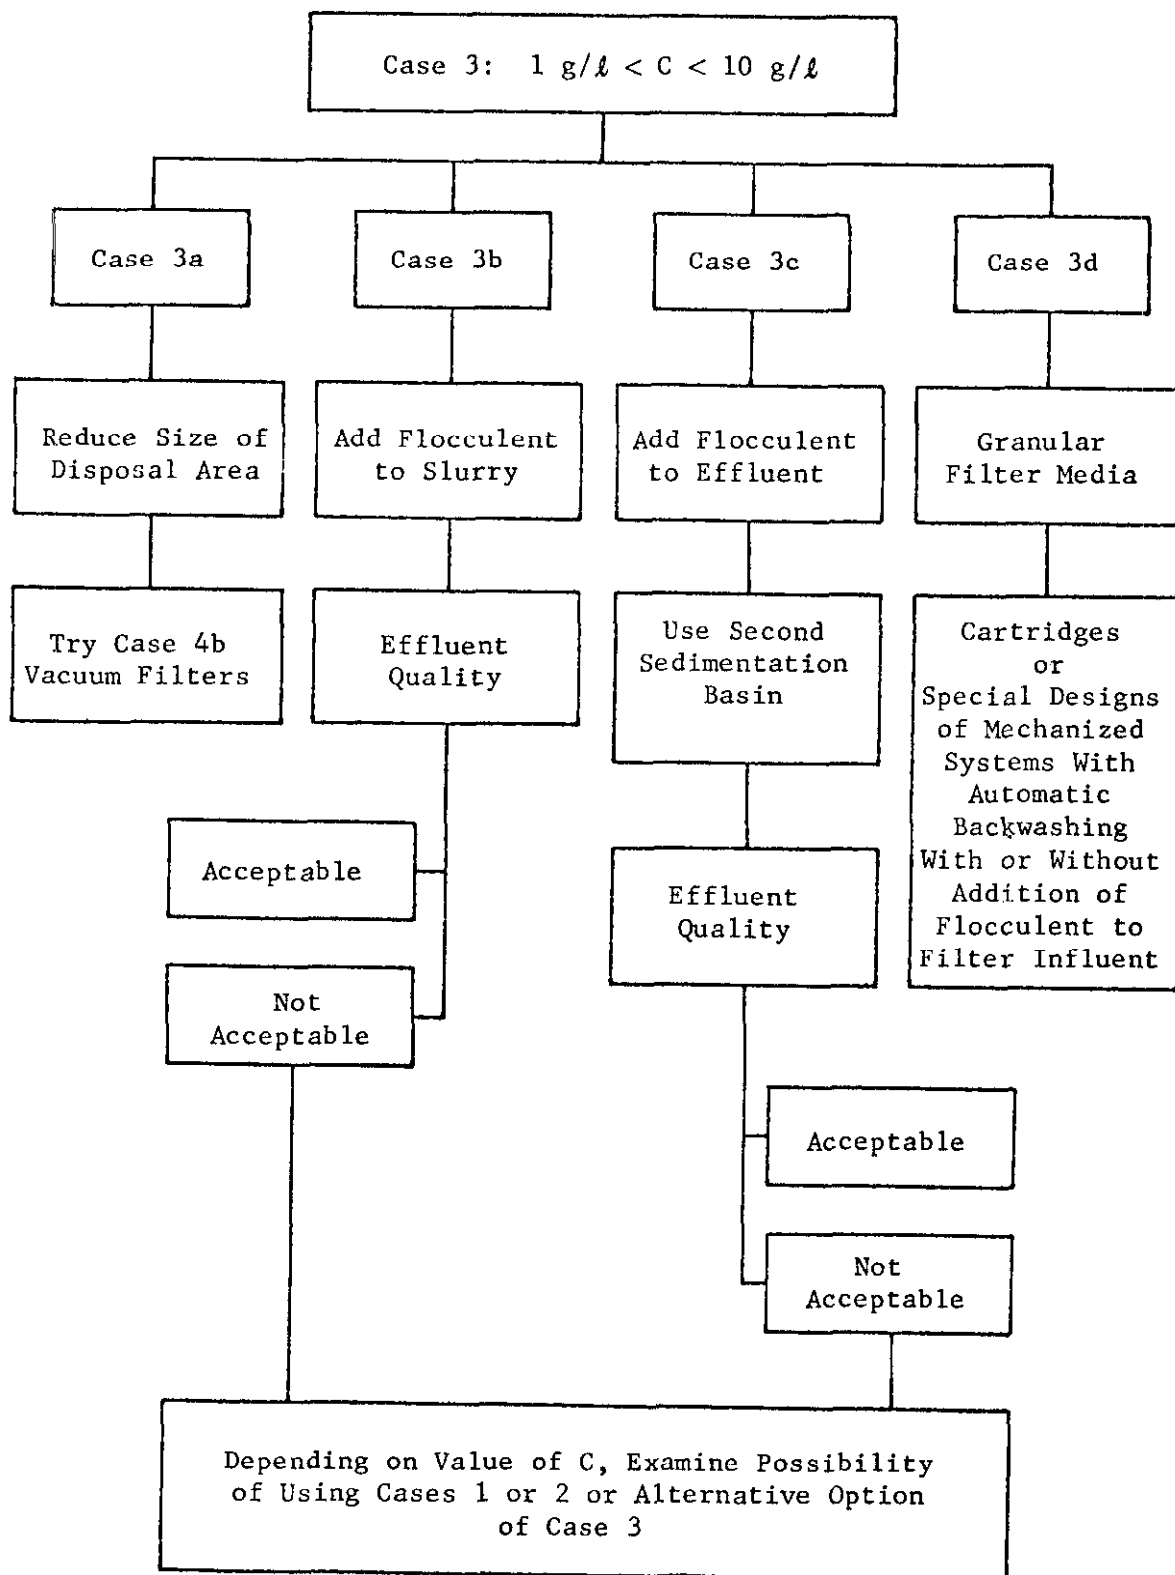 Case 3: 1 g/ℓ < C < 10 g/ℓ
Case 3a
Case 3b
Case 3c
Case 3d
Reduce Size of
Disposal Area
Add Flocculent
to Slurry
Add Flocculent
to Effluent
Granular
Filter Media
Try Case 4b
Vacuum Filters
Effluent
Quality
Use Second
Sedimentation
Basin
Cartridges
or
Special Designs
of Mechanized
Systems With
Automatic
Backwashing
With or Without
Addition of
Flocculent to
Filter Influent
Acceptable
Not
Acceptable
Effluent
Quality
Acceptable
Not
Acceptable
Depending on Value of C, Examine Possibility
of Using Cases 1 or 2 or Alternative Option
of Case 3